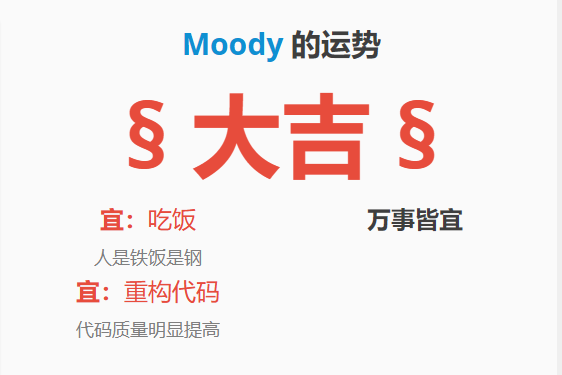 Moody 的运势
§ 大吉 §
宜：吃饭
人是铁饭是钢
宜：重构代码
代码质量明显提高
万事皆宜